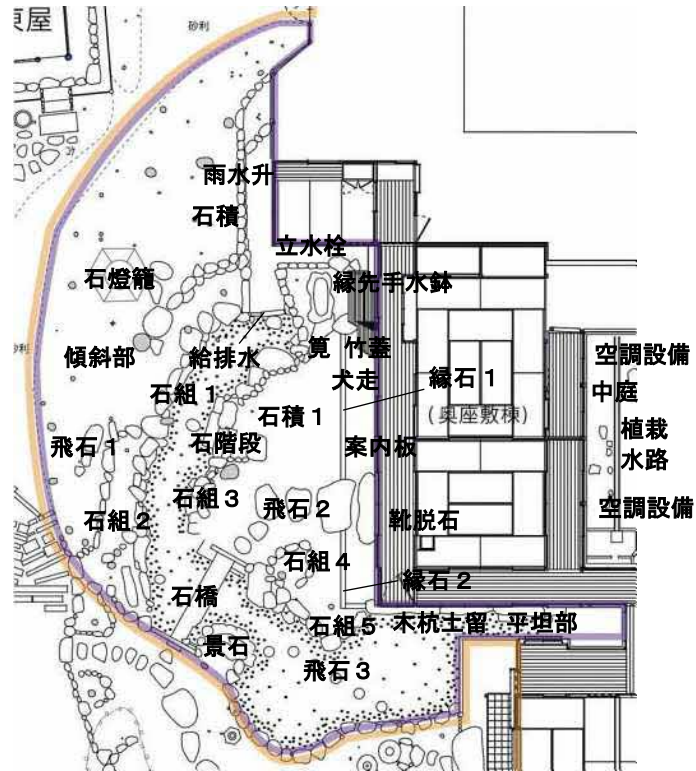 東屋
砂利
雨水升
石積
立水栓
石燈籠
縁先手水鉢
砂利
傾斜部
給排水
筧
竹蓋
空調設備
犬走
縁石1
中庭
石組1
石積1
(奥座敷棟)
植栽
飛石1
石階段
案内板
水路
石組3
飛石2
空調設備
石組2
靴脱石
石組4
縁石2
石橋
石組5
木杭土留
平坦部
景石
飛石3